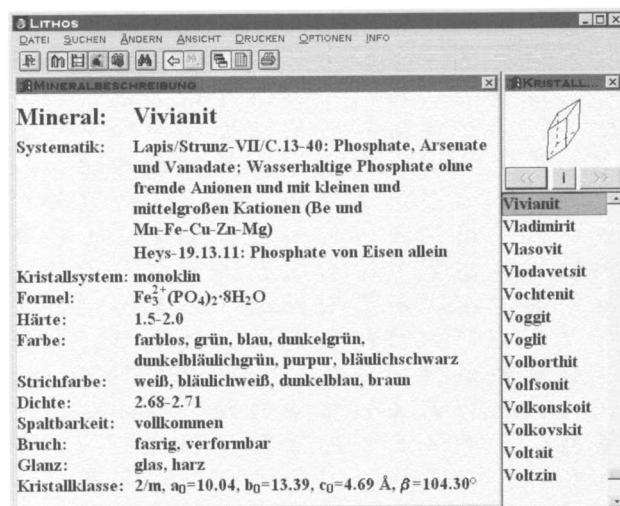 LITHOS
DATEI SUCHEN ÄNDERN ANSICHT DRUCKEN OPTIONEN INFO
MINERALBESCHREIBUNG
Mineral: Vivianit
Systematik: Lapis/Strunz-VII/C.13-40: Phosphate, Arsenate
und Vanadate; Wasserhaltige Phosphate ohne
fremde Anionen und mit kleinen und
mittelgroßen Kationen (Be und
Mn-Fe-Cu-Zn-Mg)
Heys-19.13.11: Phosphate von Eisen allein
Kristallsystem: monoklin
Formel: Fe₃²⁺(PO₄)₂·8H₂O
Härte: 1.5-2.0
Farbe: farblos, grün, blau, dunkelgrün,
dunkelbläulichgrün, purpur, bläulichschwarz
Strichfarbe: weiß, bläulichweiß, dunkelblau, braun
Dichte: 2.68-2.71
Spaltbarkeit: vollkommen
Bruch: fasrig, verformbar
Glanz: glas, harz
Kristallklasse: 2/m, a₀=10.04, b₀=13.39, c₀=4.69 Å, β=104.30°
KRISTALL...
<< i >>
Vivianit
Vladimirit
Vlasovit
Vlodavetsit
Vochtenit
Voggit
Voglit
Volborthit
Volfsonit
Volkonskoit
Volkovskit
Voltait
Voltzin